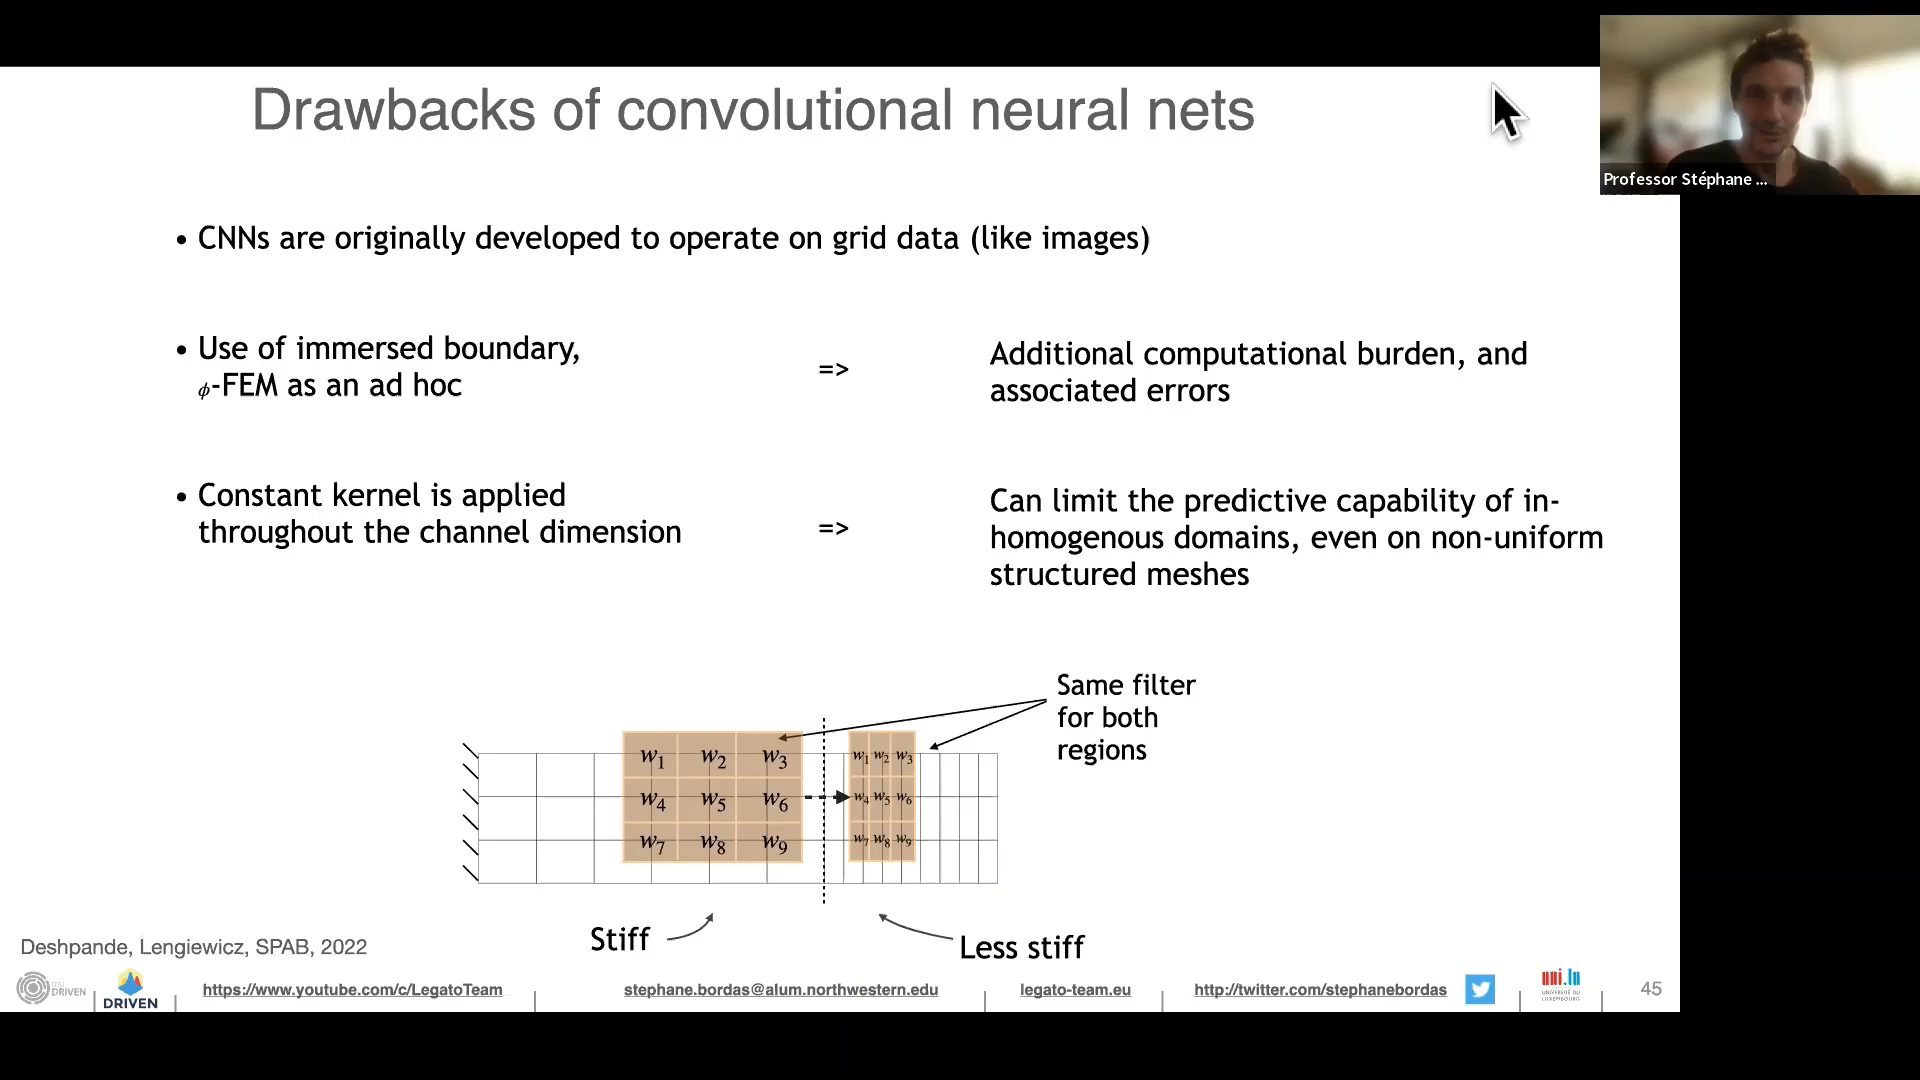 Drawbacks of convolutional neural nets
Professor Stéphane ...
• CNNs are originally developed to operate on grid data (like images)
• Use of immersed boundary,
ϕ-FEM as an ad hoc
=>
Additional computational burden, and
associated errors
• Constant kernel is applied
throughout the channel dimension
=>
Can limit the predictive capability of in-
homogenous domains, even on non-uniform
structured meshes
Same filter
for both
regions
w1 w2 w3
w4 w5 w6
w7 w8 w9
w1 w2 w3
w4 w5 w6
w7 w8 w9
Stiff
Less stiff
Deshpande, Lengiewicz, SPAB, 2022
DRIVEN
DRIVEN
https://www.youtube.com/c/LegatoTeam
stephane.bordas@alum.northwestern.edu
legato-team.eu
http://twitter.com/stephanebordas
uni.lu
UNIVERSITÉ DU
LUXEMBOURG
45